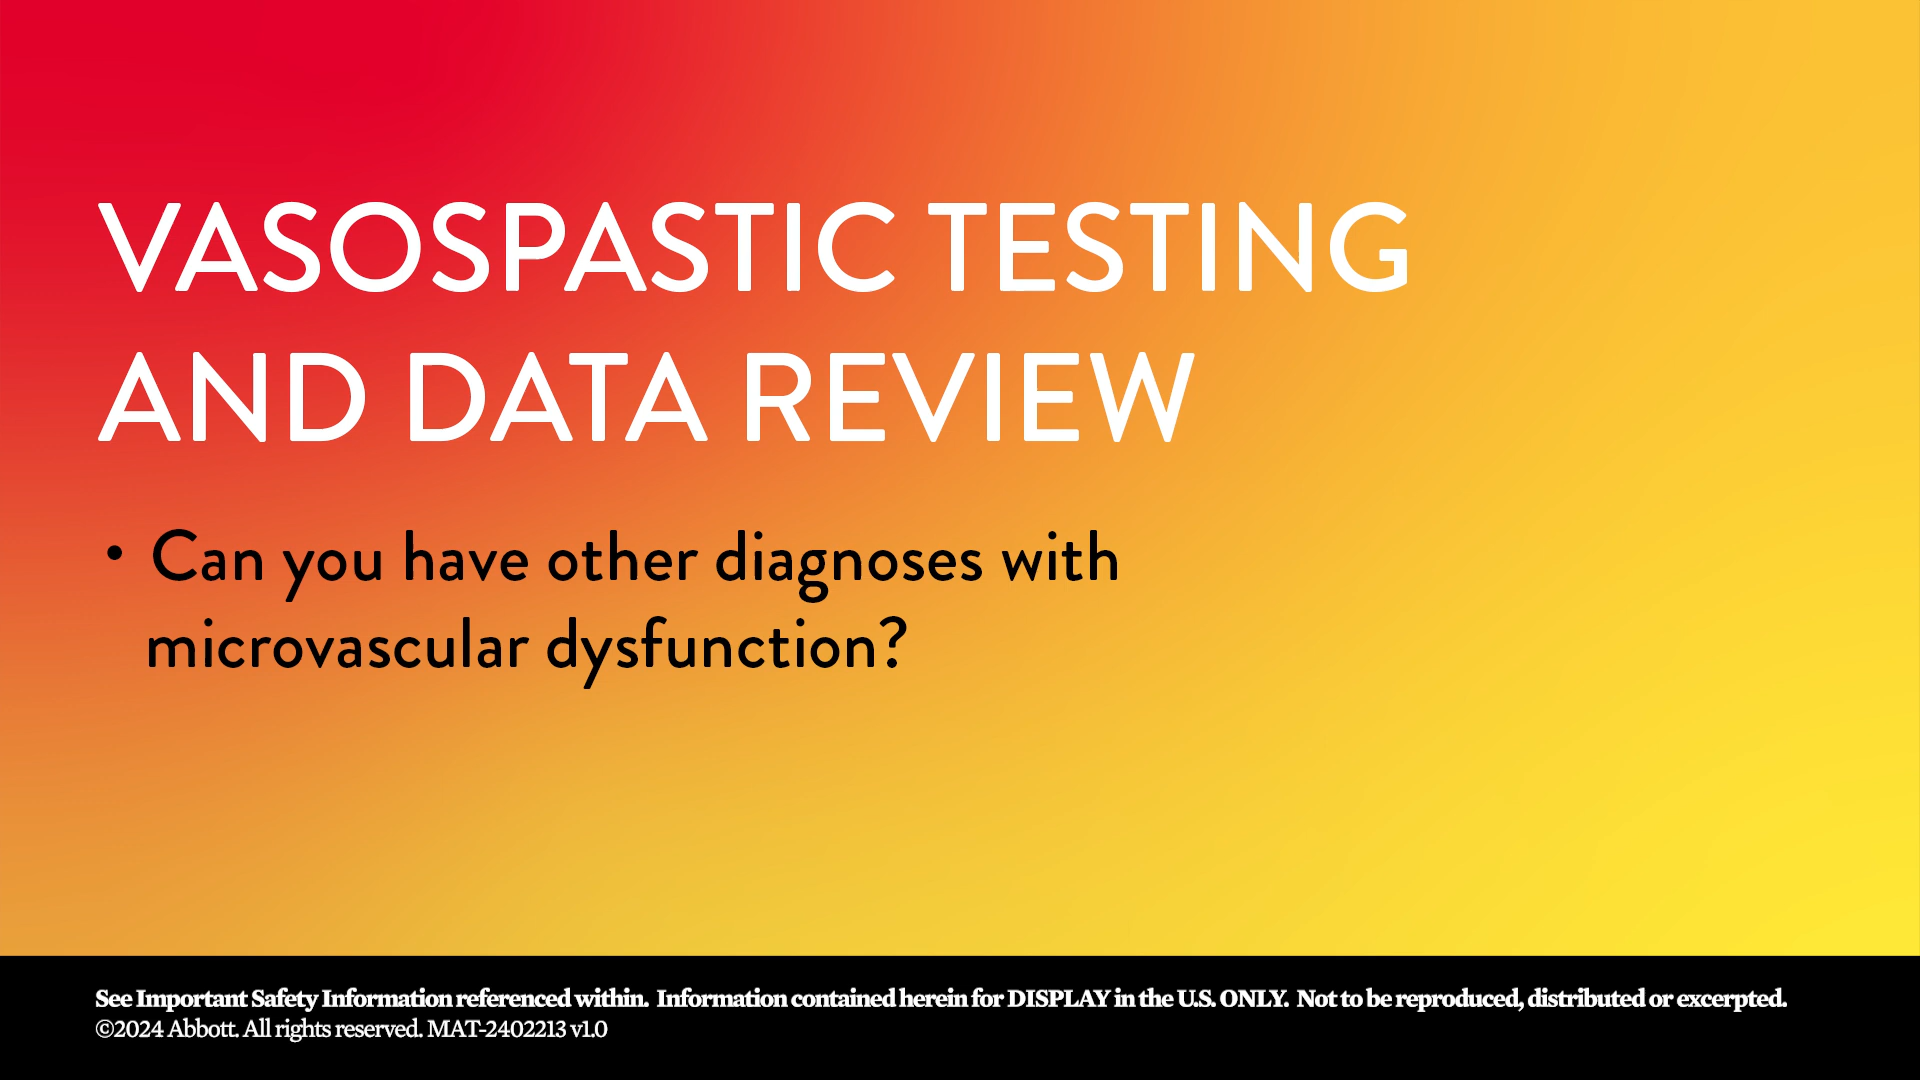 VASOSPASTIC TESTING
AND DATA REVIEW
• Can you have other diagnoses with
microvascular dysfunction?
See Important Safety Information referenced within. Information contained herein for DISPLAY in the U.S. ONLY. Not to be reproduced, distributed or excerpted.
©2024 Abbott. All rights reserved. MAT-2402213 v1.0